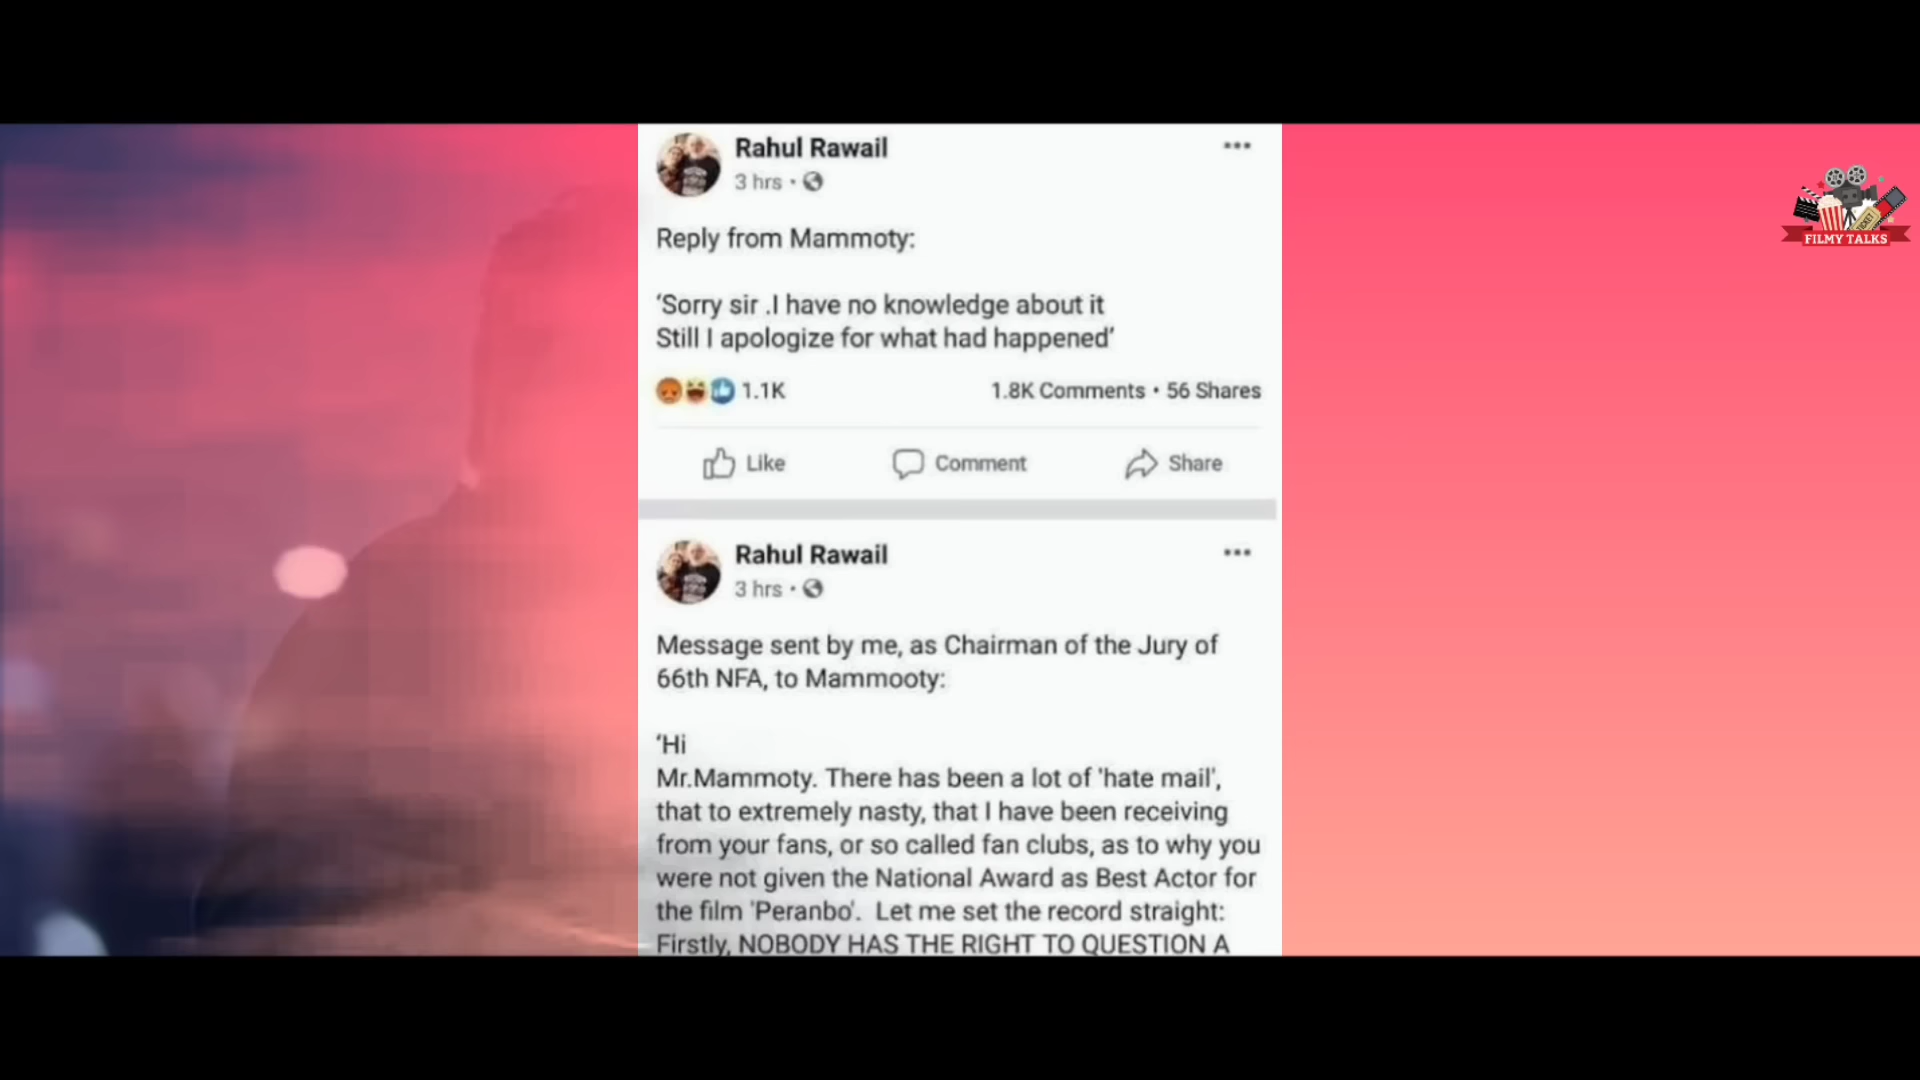 Rahul Rawail
3 hrs ·
Reply from Mammoty:
‘Sorry sir .I have no knowledge about it
Still I apologize for what had happened’
1.1K 1.8K Comments • 56 Shares
Like Comment Share
Rahul Rawail
3 hrs ·
Message sent by me, as Chairman of the Jury of
66th NFA, to Mammooty:
‘Hi
Mr.Mammoty. There has been a lot of 'hate mail',
that to extremely nasty, that I have been receiving
from your fans, or so called fan clubs, as to why you
were not given the National Award as Best Actor for
the film 'Peranbo'. Let me set the record straight:
Firstly, NOBODY HAS THE RIGHT TO QUESTION A
TICKET
FILMY TALKS